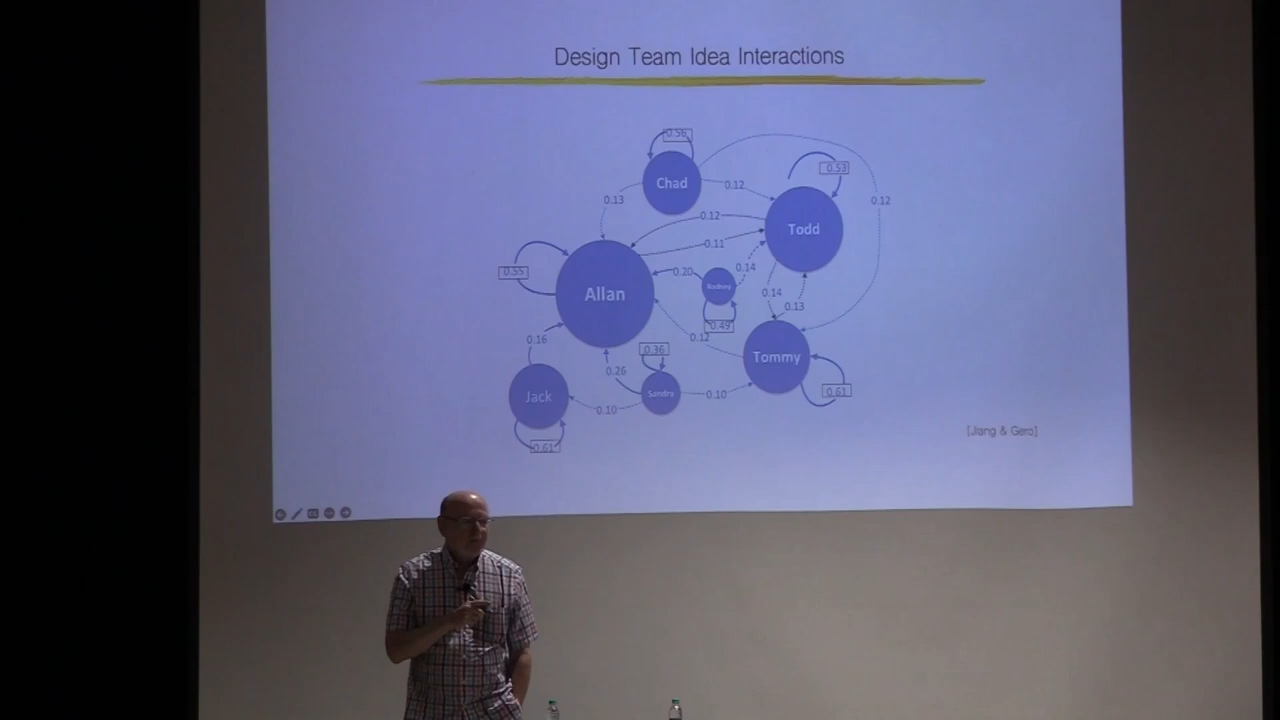 Design Team Idea Interactions
0.56
Chad
0.53
0.13
0.12
0.12
0.12
Todd
0.11
0.55
0.20
0.14
Allan
Rodney
0.14
0.13
0.49
0.16
0.12
0.36
Tommy
0.26
Jack
Sandra
0.10
0.61
0.10
0.61
[Jiang & Gero]